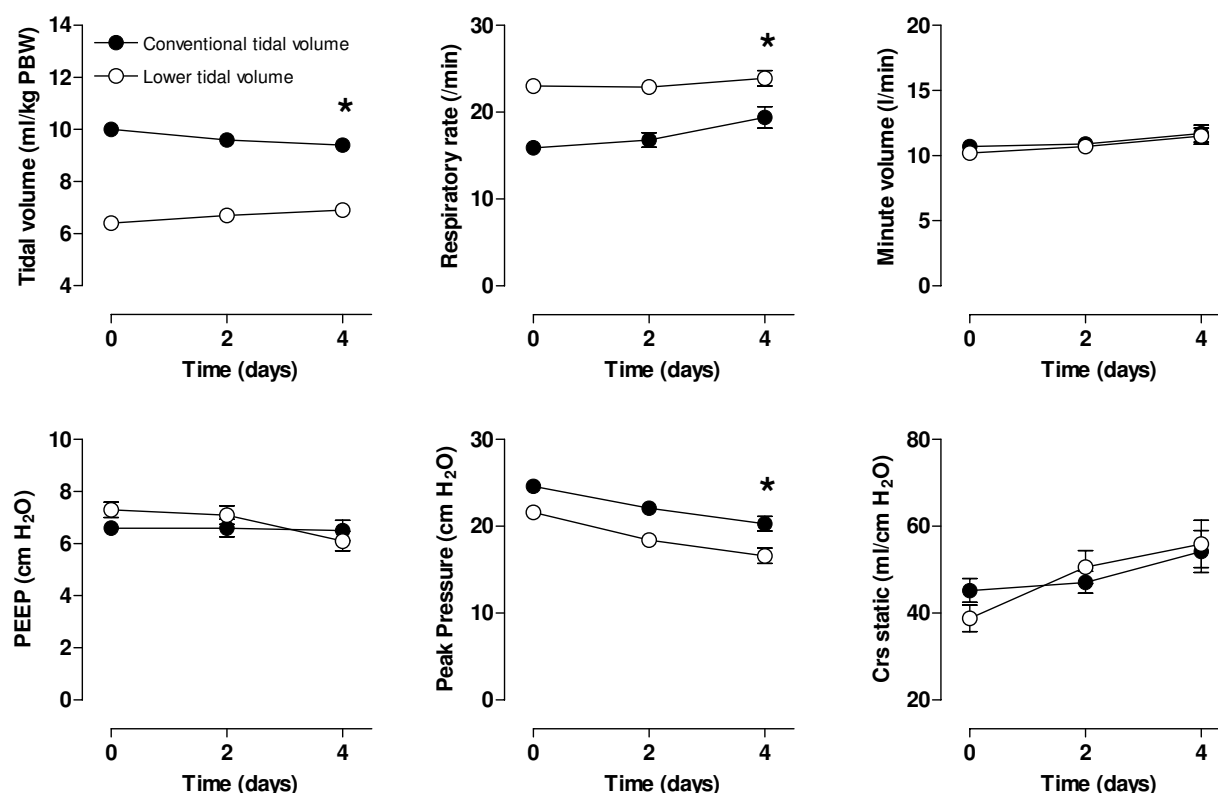 Tidal volume (ml/kg PBW)
14
12
10
8
6
4
Conventional tidal volume
Lower tidal volume
*
0 2 4
Time (days)
Respiratory rate (/min)
30
20
10
0
*
0 2 4
Time (days)
Minute volume (l/min)
20
15
10
5
0
0 2 4
Time (days)
PEEP (cm H₂O)
10
8
6
4
2
0
0 2 4
Time (days)
Peak Pressure (cm H₂O)
30
20
10
0
*
0 2 4
Time (days)
Crs static (ml/cm H₂O)
80
60
40
20
0 2 4
Time (days)